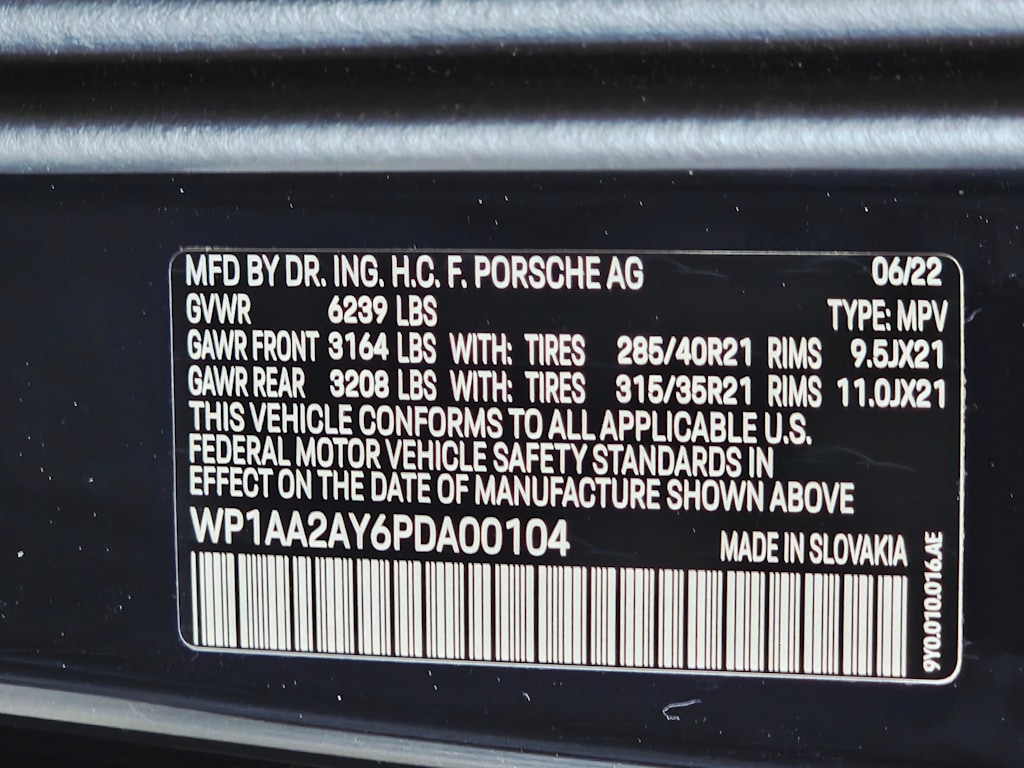 MFD BY DR. ING. H.C. F. PORSCHE AG 06/22
GVWR 6239 LBS TYPE: MPV
GAWR FRONT 3164 LBS WITH: TIRES 285/40R21 RIMS 9.5JX21
GAWR REAR 3208 LBS WITH: TIRES 315/35R21 RIMS 11.0JX21
THIS VEHICLE CONFORMS TO ALL APPLICABLE U.S.
FEDERAL MOTOR VEHICLE SAFETY STANDARDS IN
EFFECT ON THE DATE OF MANUFACTURE SHOWN ABOVE
WP1AA2AY6PDA00104 MADE IN SLOVAKIA
9Y0.010.016.AE